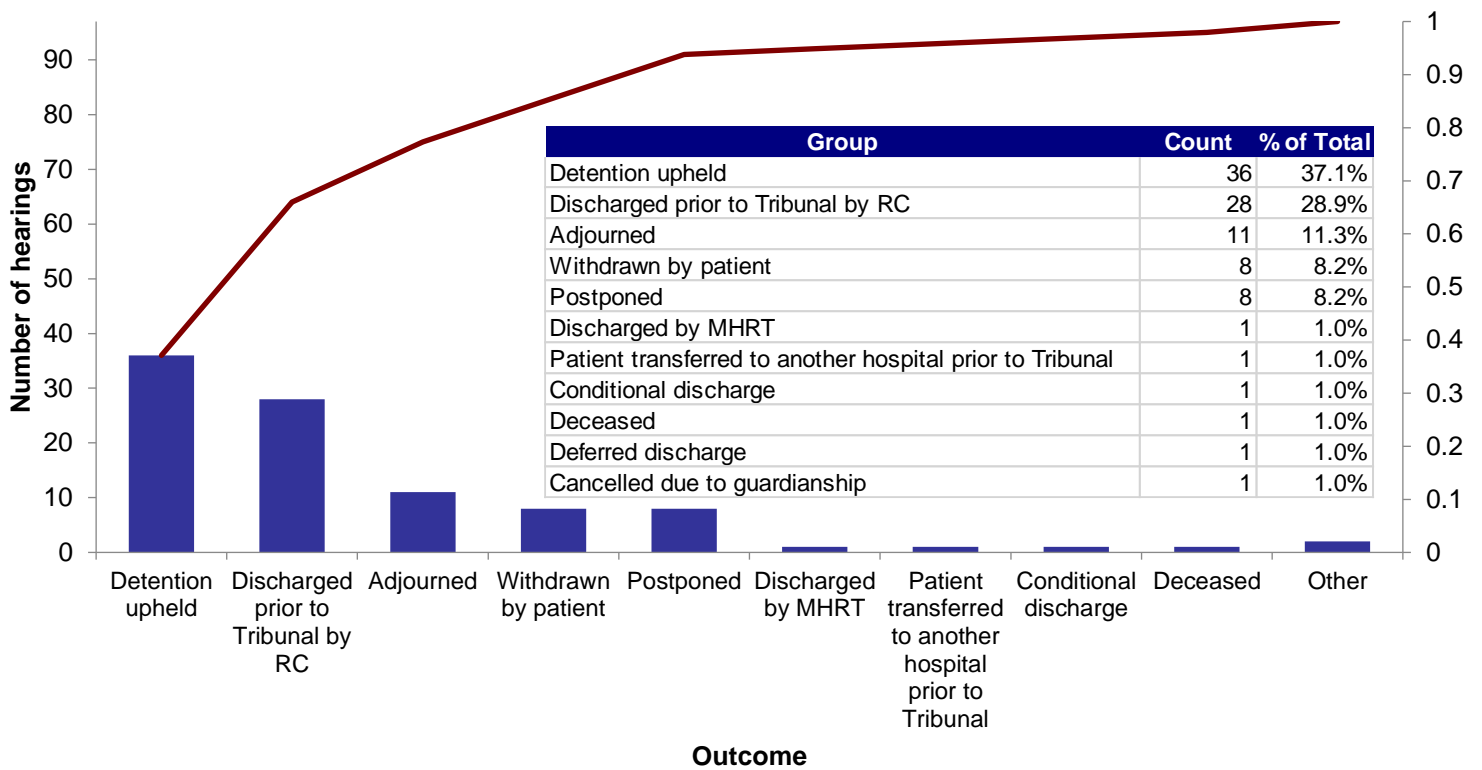 Number of hearings
90
80
70
60
50
40
30
20
10
0
1
0.9
0.8
0.7
0.6
0.5
0.4
0.3
0.2
0.1
0
Group Count % of Total
Detention upheld 36 37.1%
Discharged prior to Tribunal by RC 28 28.9%
Adjourned 11 11.3%
Withdrawn by patient 8 8.2%
Postponed 8 8.2%
Discharged by MHRT 1 1.0%
Patient transferred to another hospital prior to Tribunal 1 1.0%
Conditional discharge 1 1.0%
Deceased 1 1.0%
Deferred discharge 1 1.0%
Cancelled due to guardianship 1 1.0%
Detention
upheld
Discharged
prior to
Tribunal by
RC
Adjourned
Withdrawn
by patient
Postponed
Discharged
by MHRT
Patient
transferred
to another
hospital
prior to
Tribunal
Conditional
discharge
Deceased
Other
Outcome